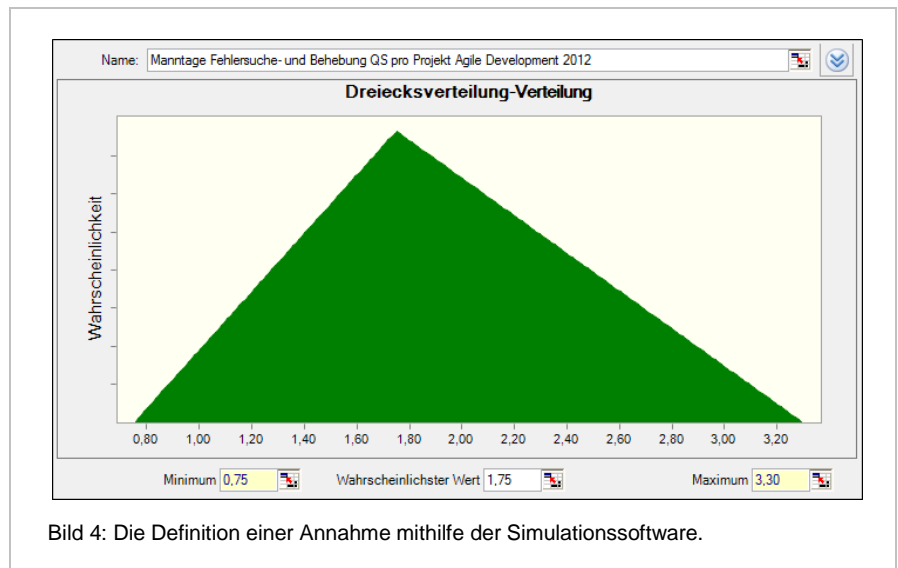 Name: Manntage Fehlersuche- und Behebung QS pro Projekt Agile Development 2012
Dreiecksverteilung-Verteilung
Wahrscheinlichkeit
0,80 1,00 1,20 1,40 1,60 1,80 2,00 2,20 2,40 2,60 2,80 3,00 3,20
Minimum 0,75 Wahrscheinlichster Wert 1,75 Maximum 3,30
Bild 4: Die Definition einer Annahme mithilfe der Simulationssoftware.